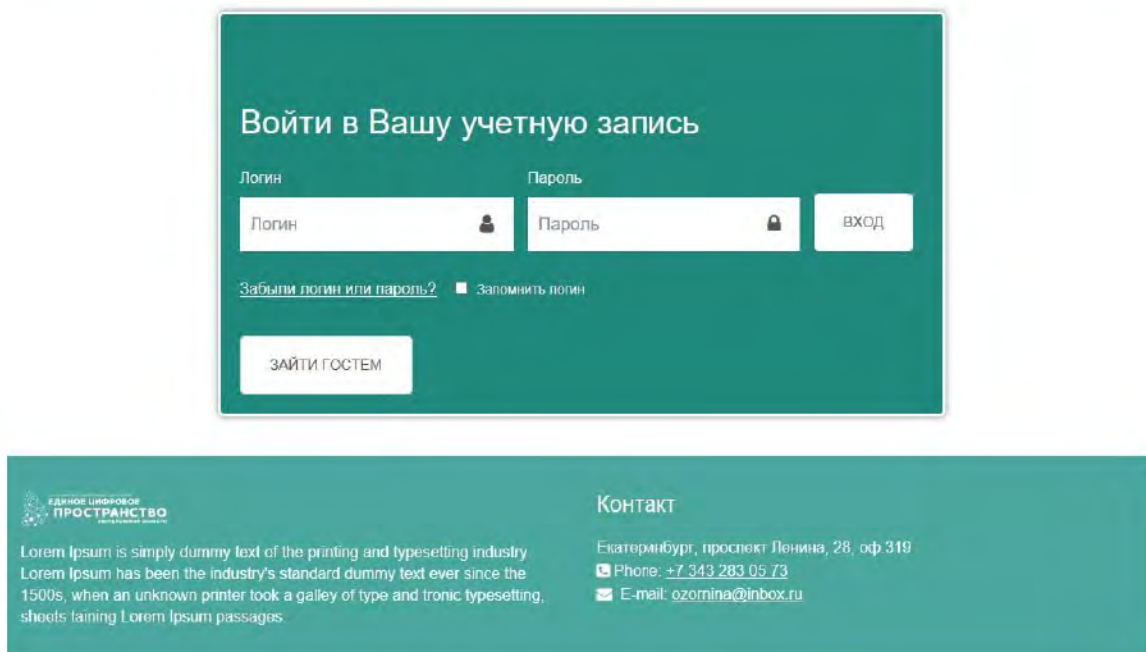 Войти в Вашу учетную запись
Логин
Пароль
Логин
Пароль
ВХОД
Забыли логин или пароль?
Запомнить логин
ЗАЙТИ ГОСТЕМ
ЕДИНОЕ ЦИФРОВОЕ
ПРОСТРАНСТВО
Lorem Ipsum is simply dummy text of the printing and typesetting industry
Lorem Ipsum has been the industry's standard dummy text ever since the
1500s, when an unknown printer took a galley of type and tronic typesetting,
sheets taining Lorem Ipsum passages
Контакт
Екатеринбург, проспект Ленина, 28, оф.319
Phone: +7 343 283 05 73
E-mail: ozornina@inbox.ru